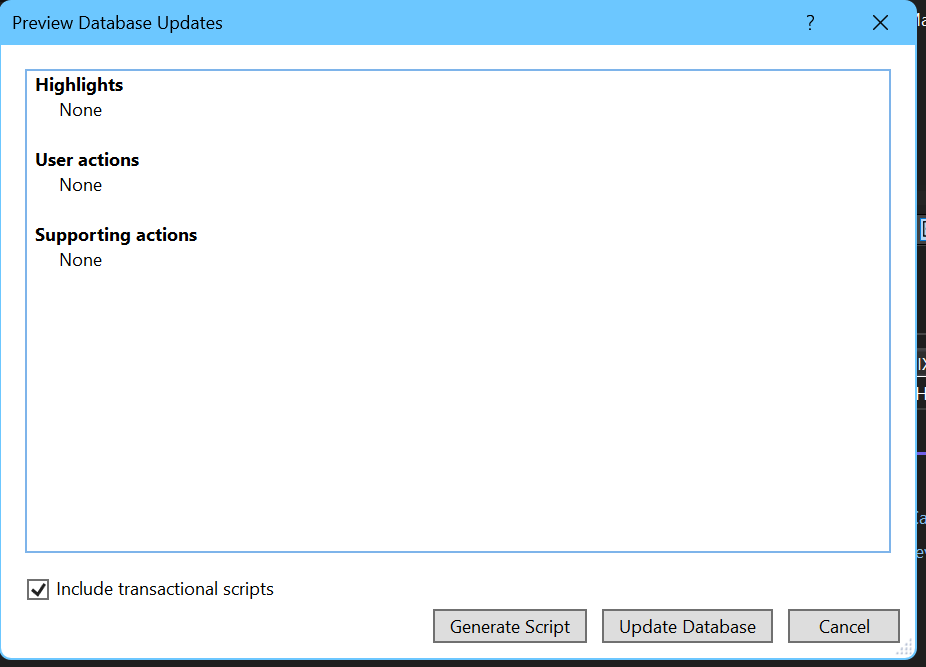 Preview Database Updates
?
Highlights
None
User actions
None
Supporting actions
None
Include transactional scripts
Generate Script
Update Database
Cancel